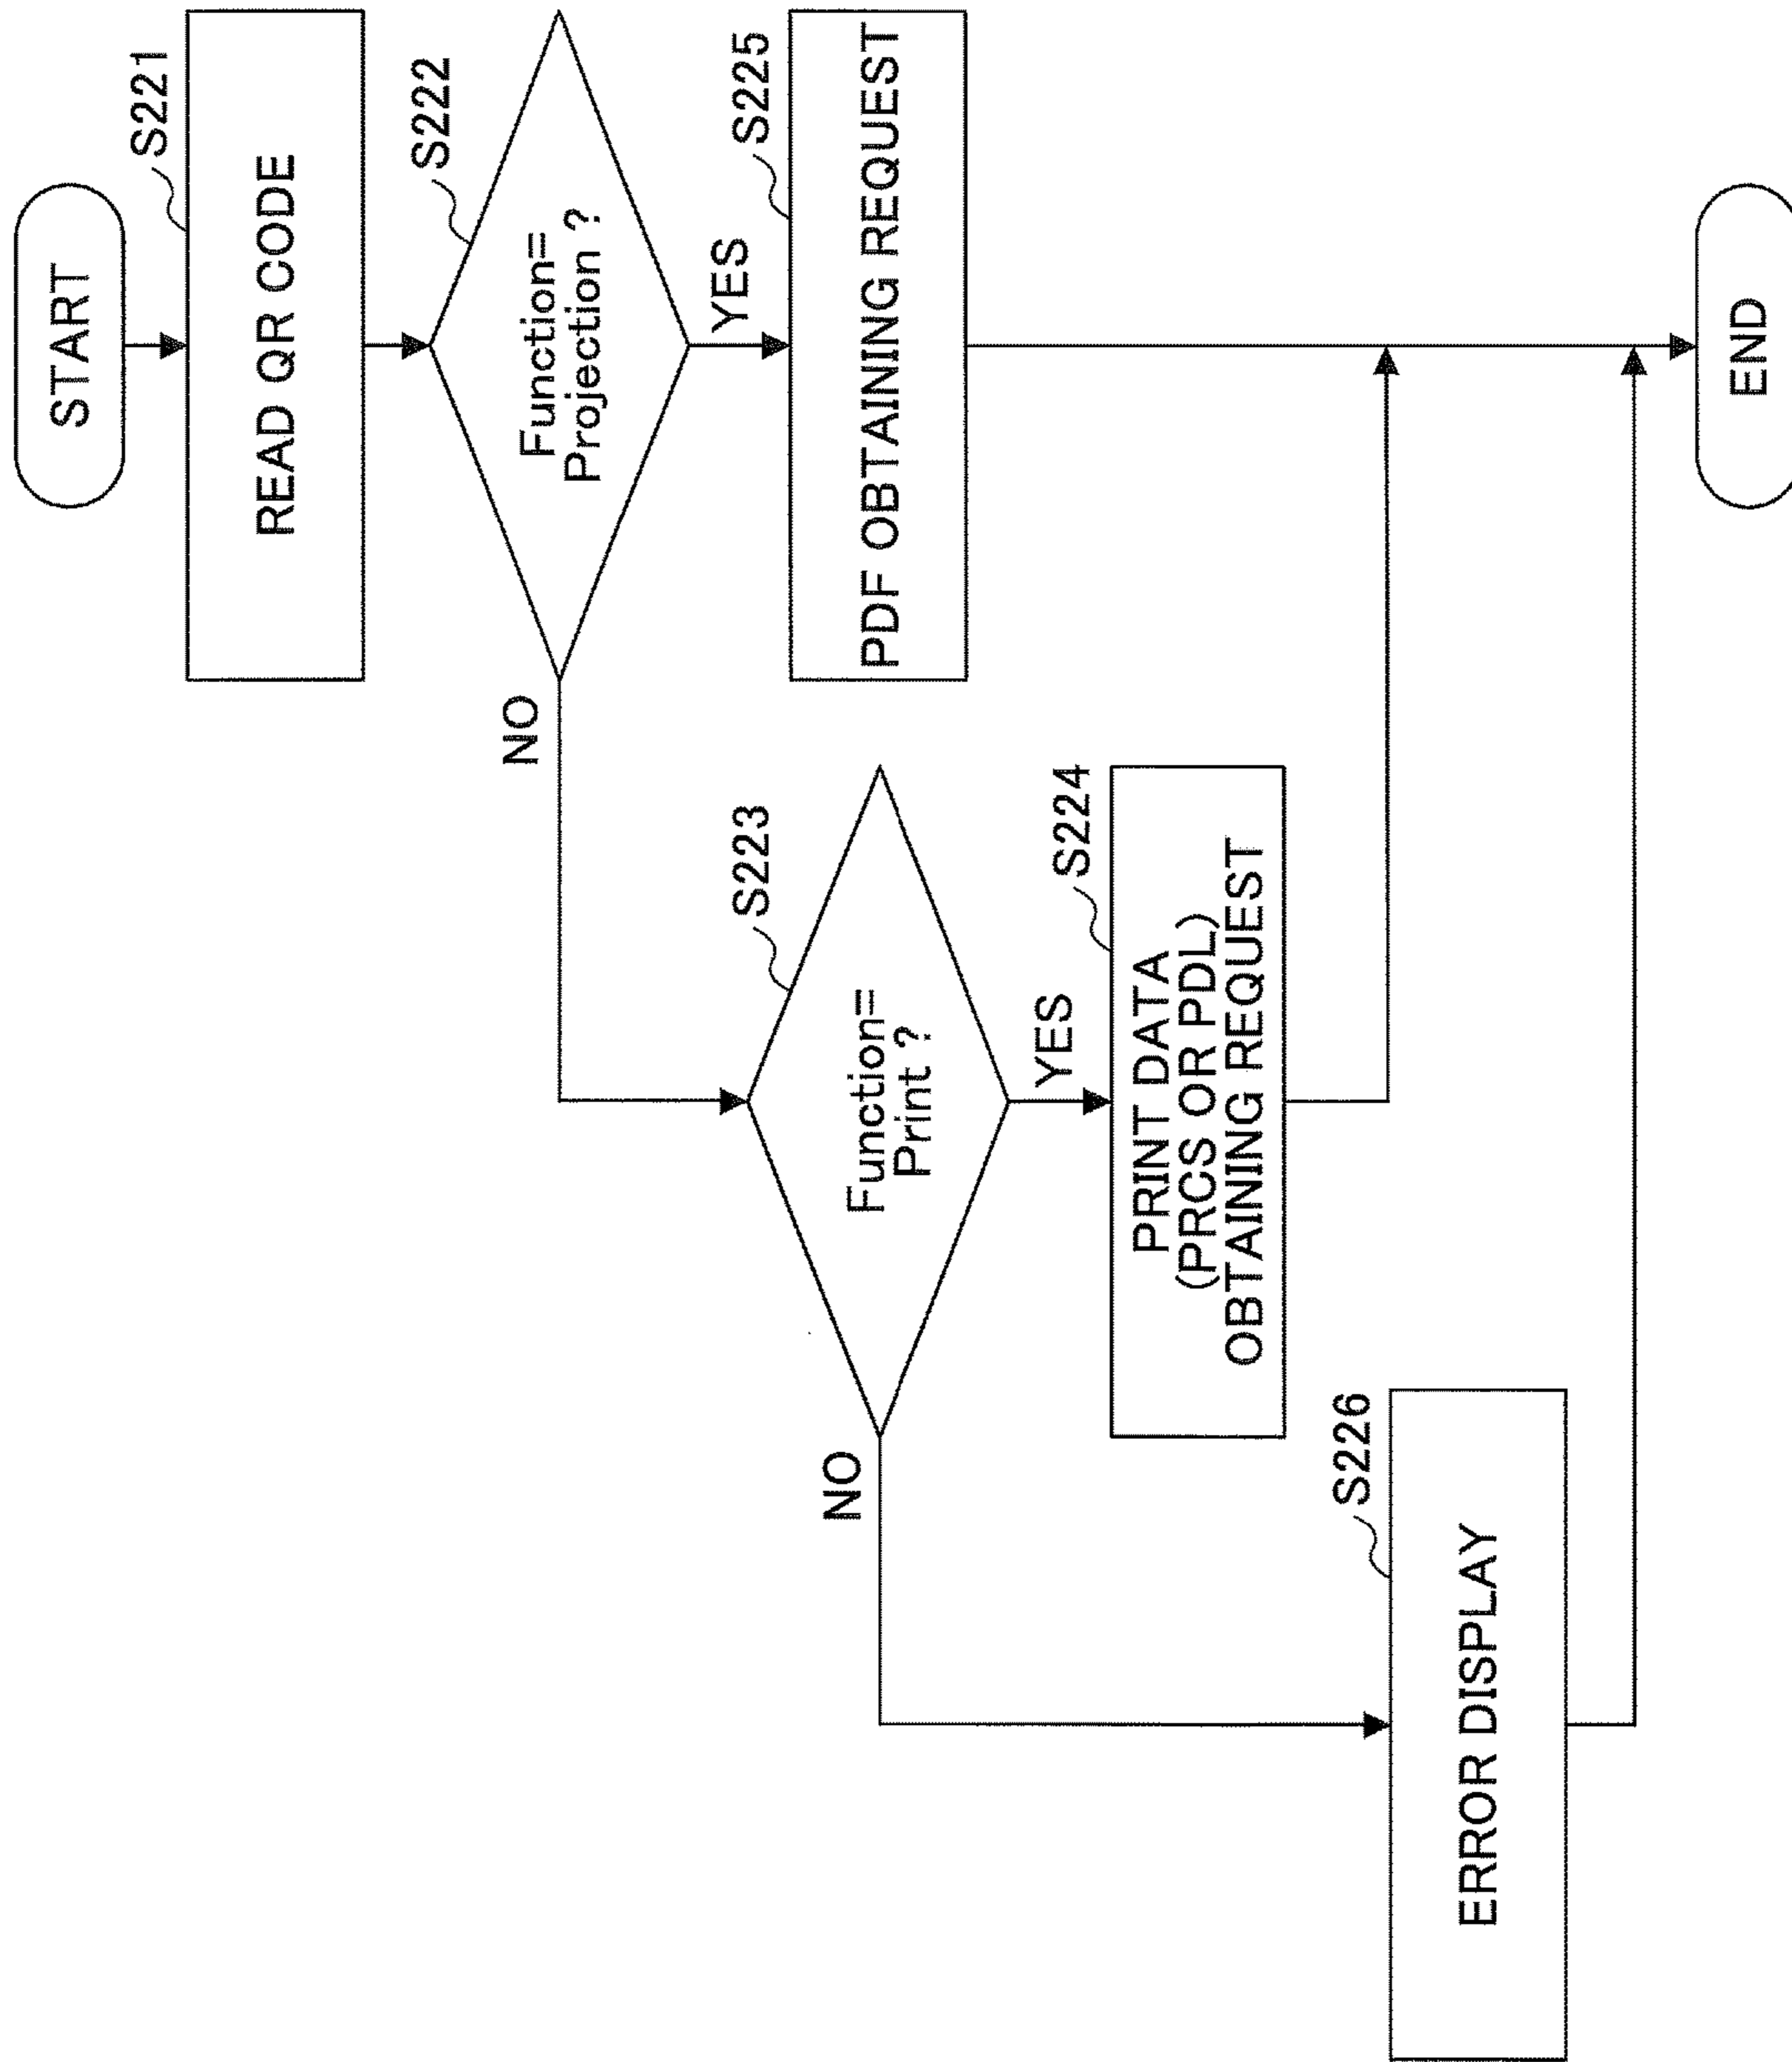 START
S221
READ QR CODE
S222
Function=
Projection ?
YES
NO
S225
PDF OBTAINING REQUEST
S223
Function=
Print ?
YES
NO
S224
PRINT DATA
(PRCS OR PDL)
OBTAINING REQUEST
S226
ERROR DISPLAY
END